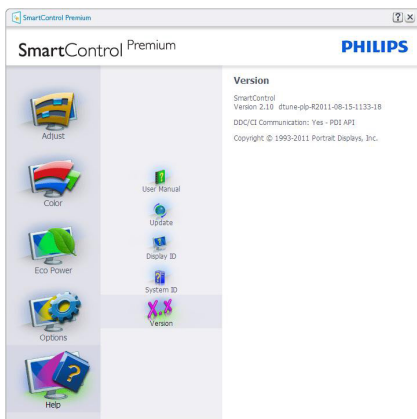 SmartControl Premium
SmartControl Premium
PHILIPS
Adjust
Color
Eco Power
Options
Help
User Manual
Update
Display ID
System ID
X.X
Version
Version
SmartControl
Version 2.10 dtune-plp-R2011-08-15-1133-18
DDC/CI Communication: Yes - PDI API
Copyright © 1993-2011 Portrait Displays, Inc.